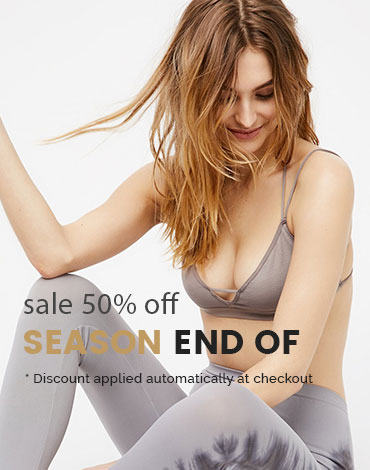 sale 50% off
SEASON END OF
* Discount applied automatically at checkout